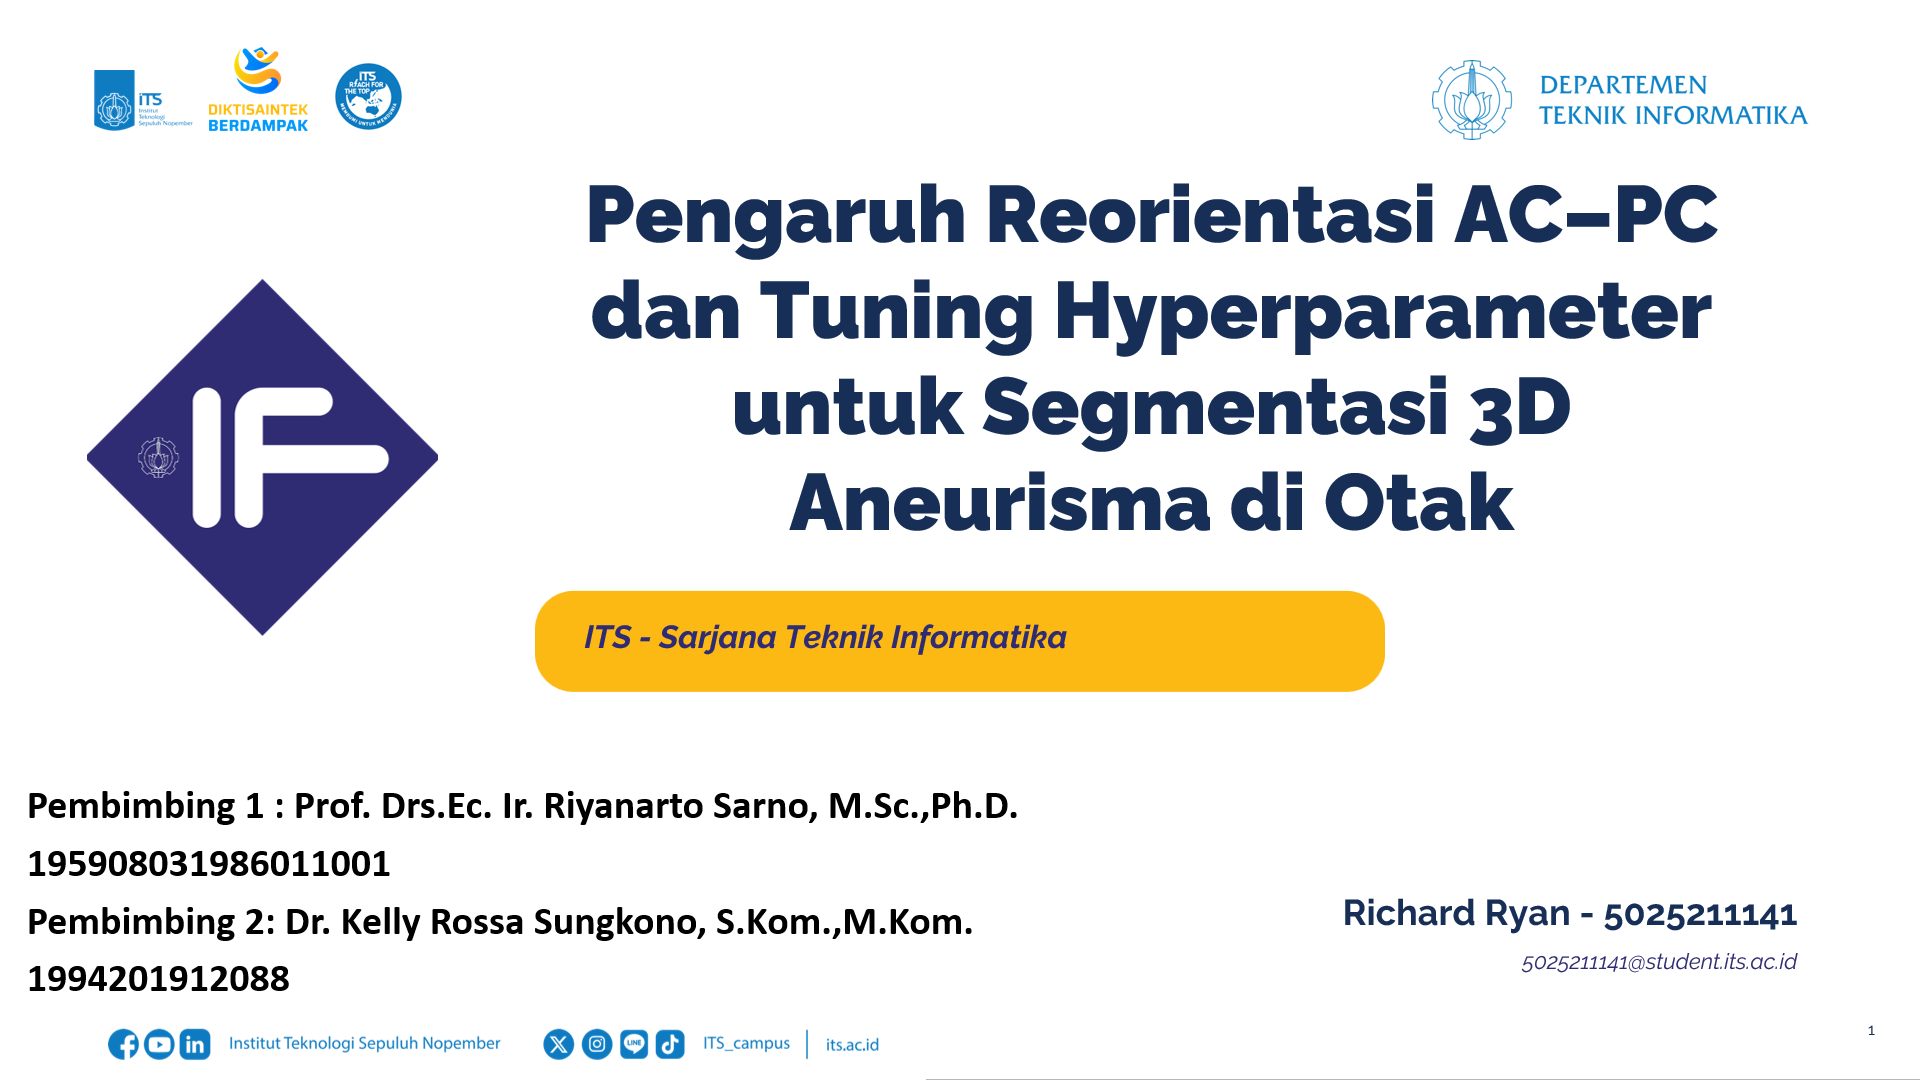 iTS
Institut
Teknologi
Sepuluh Nopember
DIKTISAINTEK
BERDAMPAK
ITS
REACH FOR
THE TOP
MENDUNIA
DEPARTEMEN
TEKNIK INFORMATIKA
Pengaruh Reorientasi AC–PC
dan Tuning Hyperparameter
untuk Segmentasi 3D
Aneurisma di Otak
IF
ITS - Sarjana Teknik Informatika
Pembimbing 1 : Prof. Drs.Ec. Ir. Riyanarto Sarno, M.Sc.,Ph.D.
195908031986011001
Pembimbing 2: Dr. Kelly Rossa Sungkono, S.Kom.,M.Kom.
1994201912088
Richard Ryan - 5025211141
5025211141@student.its.ac.id
Institut Teknologi Sepuluh Nopember
LINE
ITS_campus
its.ac.id
1